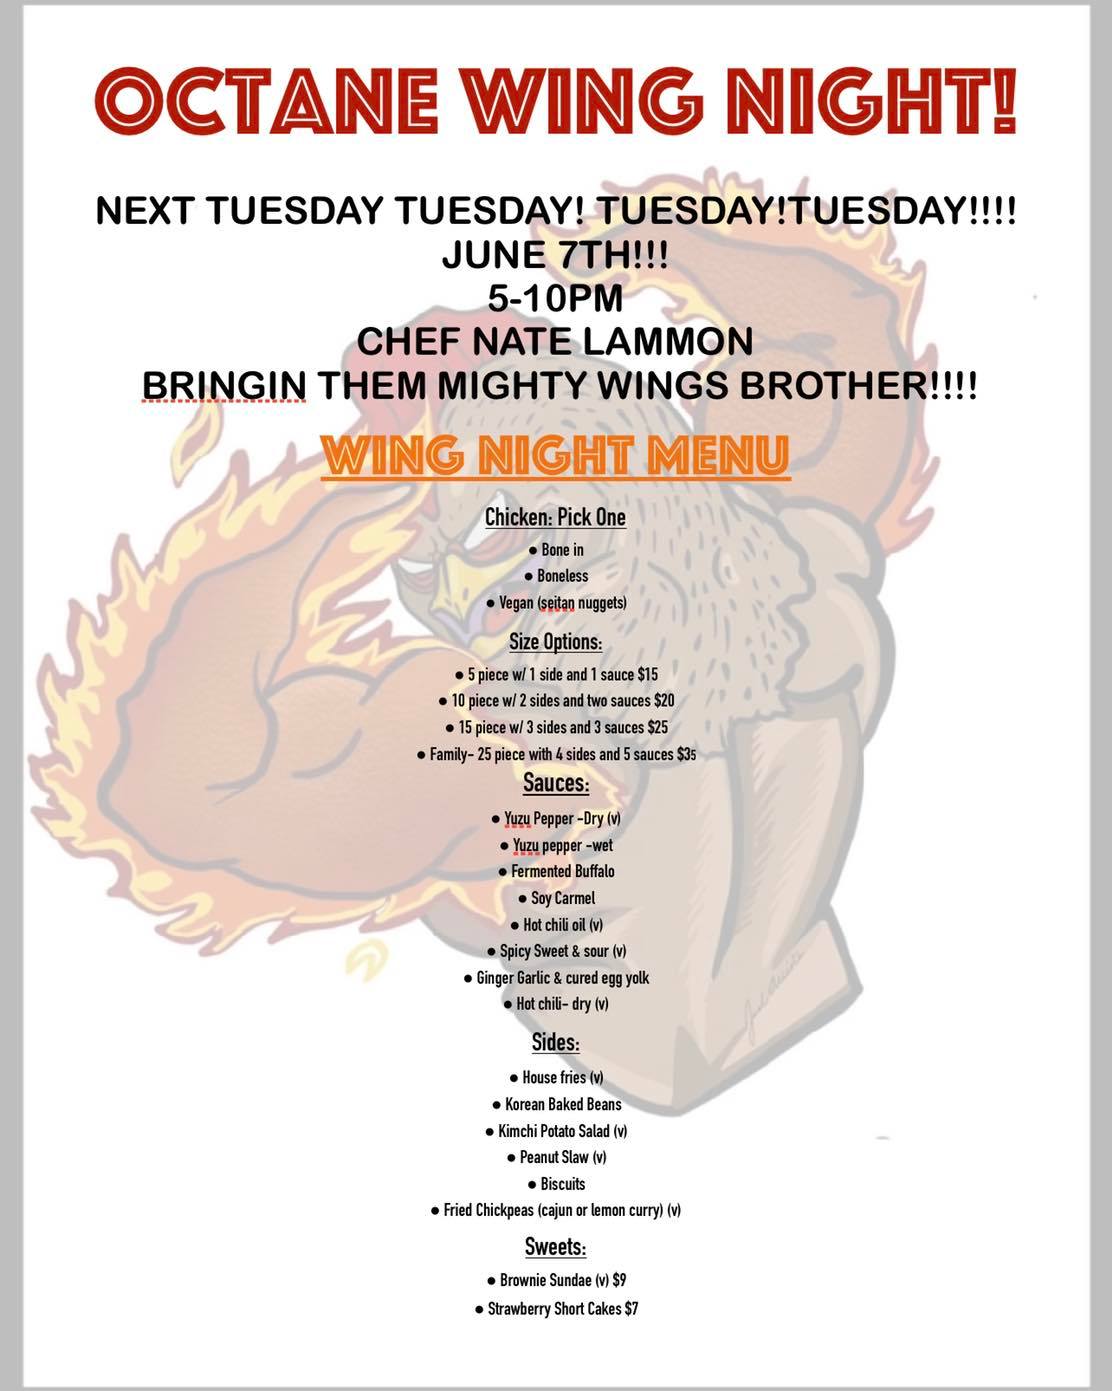 OCTANE WING NIGHT!
NEXT TUESDAY TUESDAY! TUESDAY!TUESDAY!!!!
JUNE 7TH!!!
5-10PM
CHEF NATE LAMMON
BRINGIN THEM MIGHTY WINGS BROTHER!!!!
WING NIGHT MENU
Chicken: Pick One
● Bone in
● Boneless
● Vegan (seitan nuggets)
Size Options:
● 5 piece w/ 1 side and 1 sauce $15
● 10 piece w/ 2 sides and two sauces $20
● 15 piece w/ 3 sides and 3 sauces $25
● Family- 25 piece with 4 sides and 5 sauces $35
Sauces:
● Yuzu Pepper -Dry (v)
● Yuzu pepper -wet
● Fermented Buffalo
● Soy Carmel
● Hot chili oil (v)
● Spicy Sweet & sour (v)
● Ginger Garlic & cured egg yolk
● Hot chili- dry (v)
Sides:
● House fries (v)
● Korean Baked Beans
● Kimchi Potato Salad (v)
● Peanut Slaw (v)
● Biscuits
● Fried Chickpeas (cajun or lemon curry) (v)
Sweets:
● Brownie Sundae (v) $9
● Strawberry Short Cakes $7